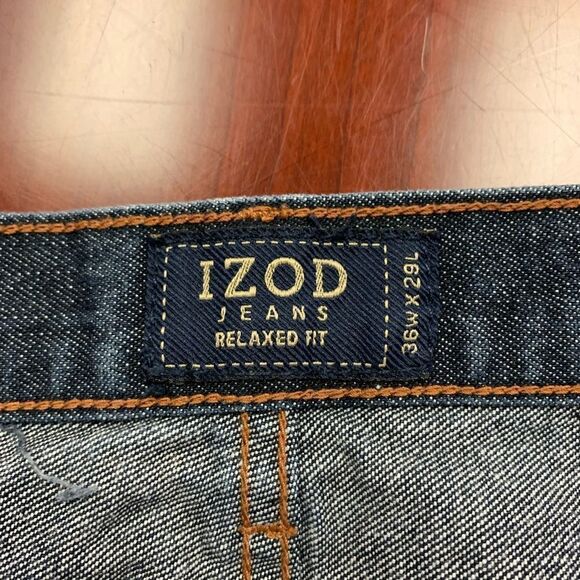 IZOD
JEANS
RELAXED FIT
36W X 29L